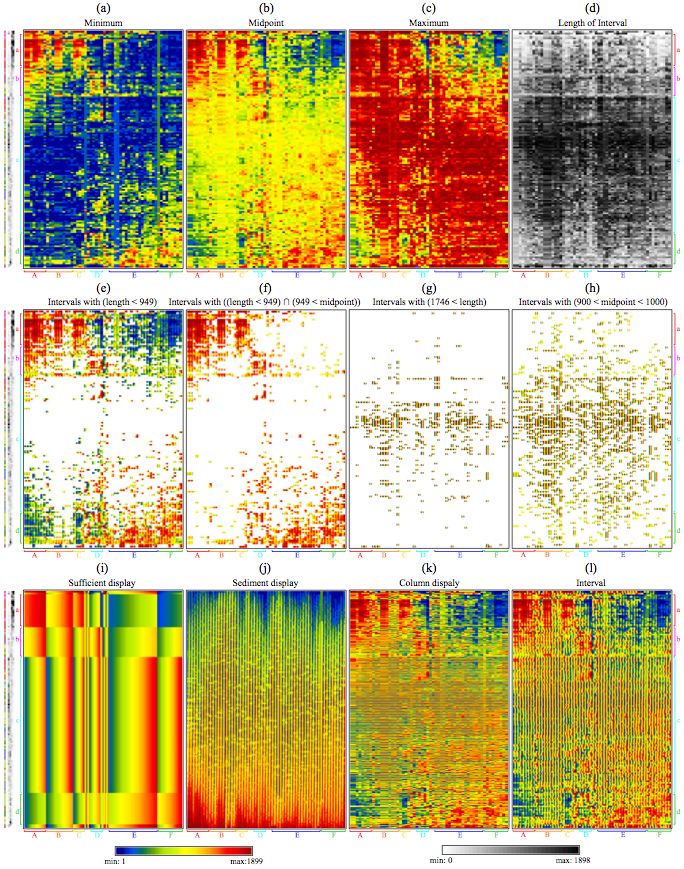 (a) (b) (c) (d)
Minimum Midpoint Maximum Length of Interval
a
b
c
d
A B C D E F A B C D E F A B C D E F A B C D E F
(e) (f) (g) (h)
Intervals with (length < 949) Intervals with ((length < 949) ∩ (949 < midpoint)) Intervals with (1746 < length) Intervals with (900 < midpoint < 1000)
a
b
c
d
A B C D E F A B C D E F A B C D E F A B C D E F
(i) (j) (k) (l)
Sufficient display Sediment display Column dispaly Interval
a
b
c
d
A B C D E F A B C D E F A B C D E F A B C D E F
min: 1 max:1899 min: 0 max: 1898